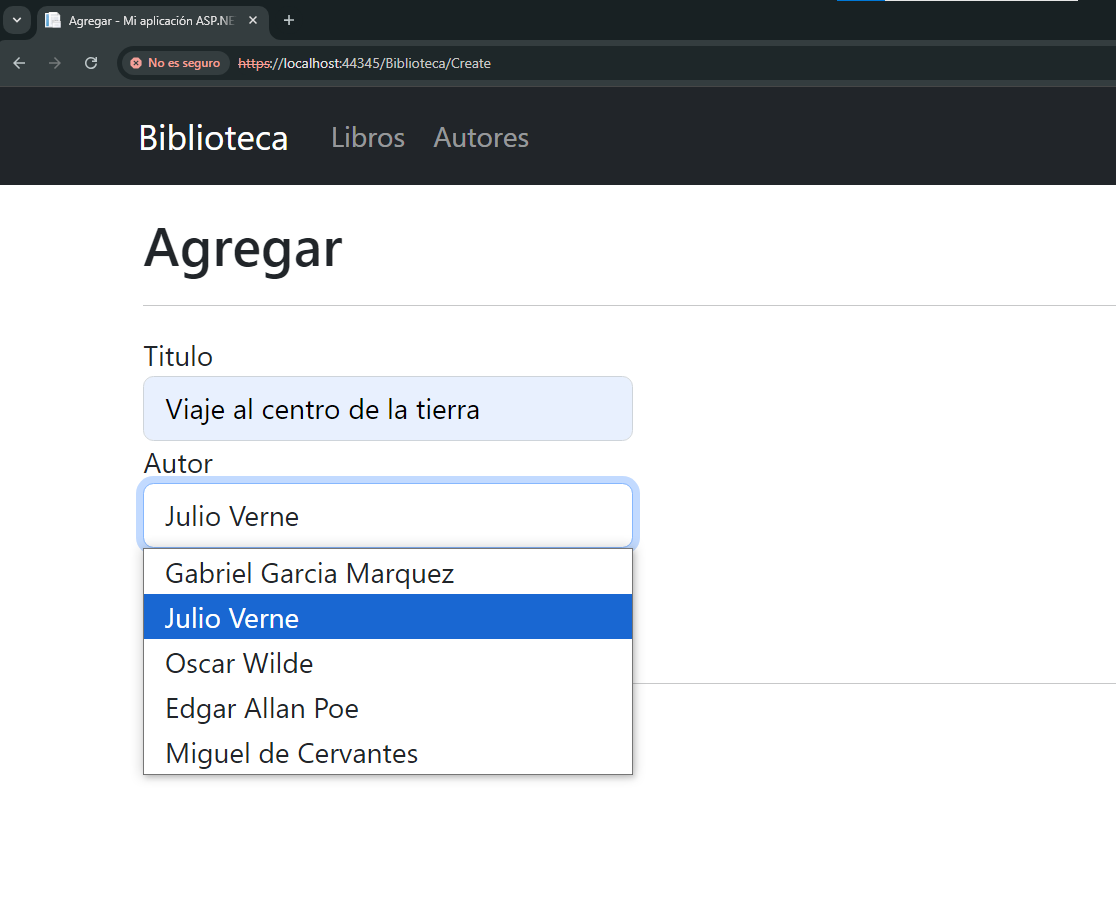 Agregar - Mi aplicación ASP.NE
No es seguro https://localhost:44345/Biblioteca/Create
Biblioteca Libros Autores
Agregar
Titulo
Viaje al centro de la tierra
Autor
Julio Verne
Gabriel Garcia Marquez
Julio Verne
Oscar Wilde
Edgar Allan Poe
Miguel de Cervantes